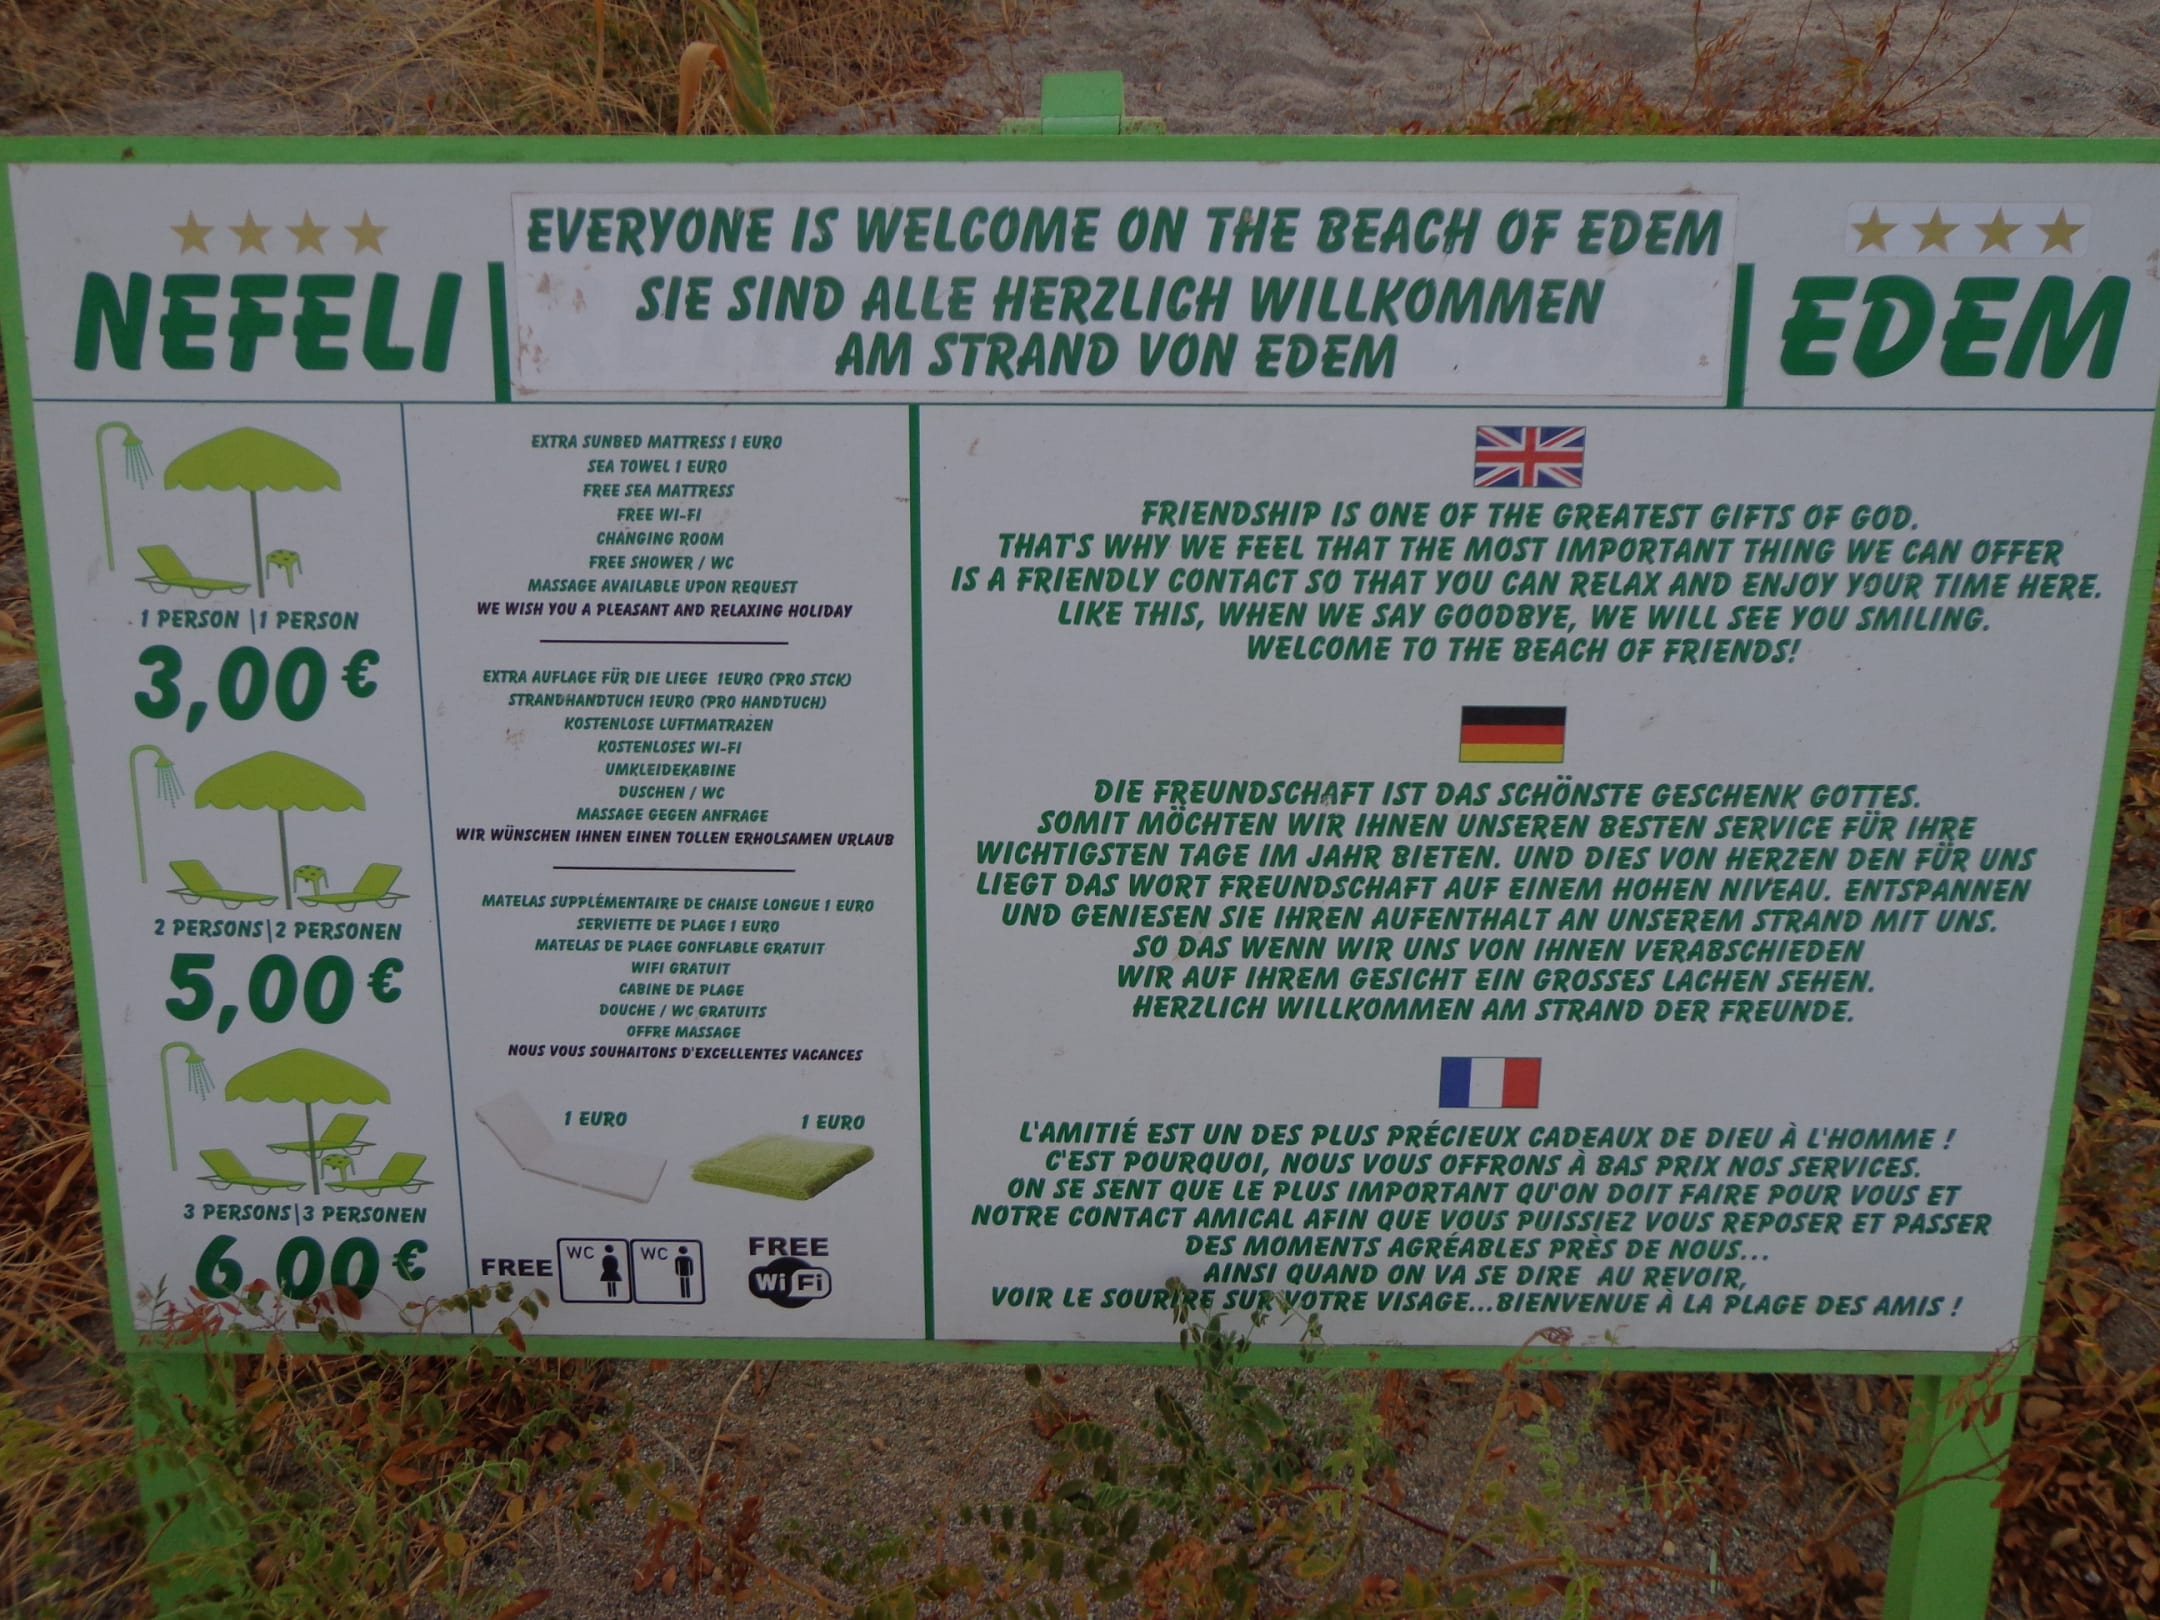 NEFELI
EVERYONE IS WELCOME ON THE BEACH OF EDEM
SIE SIND ALLE HERZLICH WILLKOMMEN
AM STRAND VON EDEM
EDEM
1 PERSON | 1 PERSON
3,00 €
2 PERSONS | 2 PERSONEN
5,00 €
3 PERSONS | 3 PERSONEN
6,00 €
EXTRA SUNBED MATTRESS 1 EURO
SEA TOWEL 1 EURO
FREE SEA MATTRESS
FREE WI-FI
CHANGING ROOM
FREE SHOWER / WC
MASSAGE AVAILABLE UPON REQUEST
WE WISH YOU A PLEASANT AND RELAXING HOLIDAY
EXTRA AUFLAGE FÜR DIE LIEGE 1EURO (PRO STCK)
STRANDHANDTUCH 1EURO (PRO HANDTUCH)
KOSTENLOSE LUFTMATRAZEN
KOSTENLOSES WI-FI
UMKLEIDEKABINE
DUSCHEN / WC
MASSAGE GEGEN ANFRAGE
WIR WÜNSCHEN IHNEN EINEN TOLLEN ERHOLSAMEN URLAUB
MATELAS SUPPLÉMENTAIRE DE CHAISE LONGUE 1 EURO
SERVIETTE DE PLAGE 1 EURO
MATELAS DE PLAGE GONFLABLE GRATUIT
WIFI GRATUIT
CABINE DE PLAGE
DOUCHE / WC GRATUITS
OFFRE MASSAGE
NOUS VOUS SOUHAITONS D'EXCELLENTES VACANCES
1 EURO
1 EURO
FREE WC WC
FREE
Wi Fi
FRIENDSHIP IS ONE OF THE GREATEST GIFTS OF GOD.
THAT'S WHY WE FEEL THAT THE MOST IMPORTANT THING WE CAN OFFER
IS A FRIENDLY CONTACT SO THAT YOU CAN RELAX AND ENJOY YOUR TIME HERE.
LIKE THIS, WHEN WE SAY GOODBYE, WE WILL SEE YOU SMILING.
WELCOME TO THE BEACH OF FRIENDS!
DIE FREUNDSCHAFT IST DAS SCHÖNSTE GESCHENK GOTTES.
SOMIT MÖCHTEN WIR IHNEN UNSEREN BESTEN SERVICE FÜR IHRE
WICHTIGSTEN TAGE IM JAHR BIETEN. UND DIES VON HERZEN DEN FÜR UNS
LIEGT DAS WORT FREUNDSCHAFT AUF EINEM HOHEN NIVEAU. ENTSPANNEN
UND GENIESEN SIE IHREN AUFENTHALT AN UNSEREM STRAND MIT UNS.
SO DAS WENN WIR UNS VON IHNEN VERABSCHIEDEN
WIR AUF IHREM GESICHT EIN GROSSES LACHEN SEHEN.
HERZLICH WILLKOMMEN AM STRAND DER FREUNDE.
L'AMITIÉ EST UN DES PLUS PRÉCIEUX CADEAUX DE DIEU À L'HOMME !
C'EST POURQUOI, NOUS VOUS OFFRONS À BAS PRIX NOS SERVICES.
ON SE SENT QUE LE PLUS IMPORTANT QU'ON DOIT FAIRE POUR VOUS ET
NOTRE CONTACT AMICAL AFIN QUE VOUS PUISSIEZ VOUS REPOSER ET PASSER
DES MOMENTS AGRÉABLES PRÈS DE NOUS...
AINSI QUAND ON VA SE DIRE AU REVOIR,
VOIR LE SOURIRE SUR VOTRE VISAGE...BIENVENUE À LA PLAGE DES AMIS !